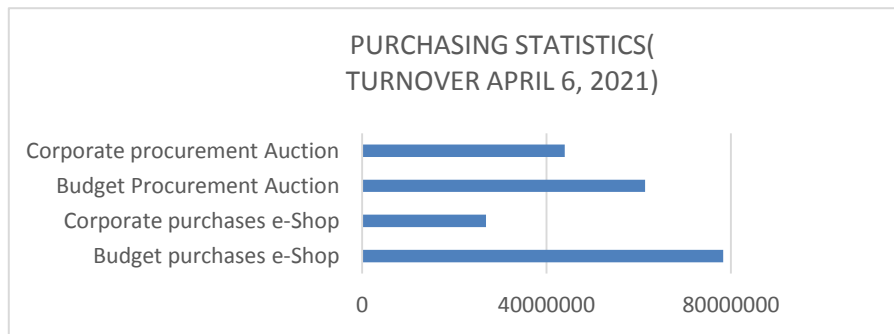 PURCHASING STATISTICS(
TURNOVER APRIL 6, 2021)
Corporate procurement Auction
Budget Procurement Auction
Corporate purchases e-Shop
Budget purchases e-Shop
0 40000000 80000000